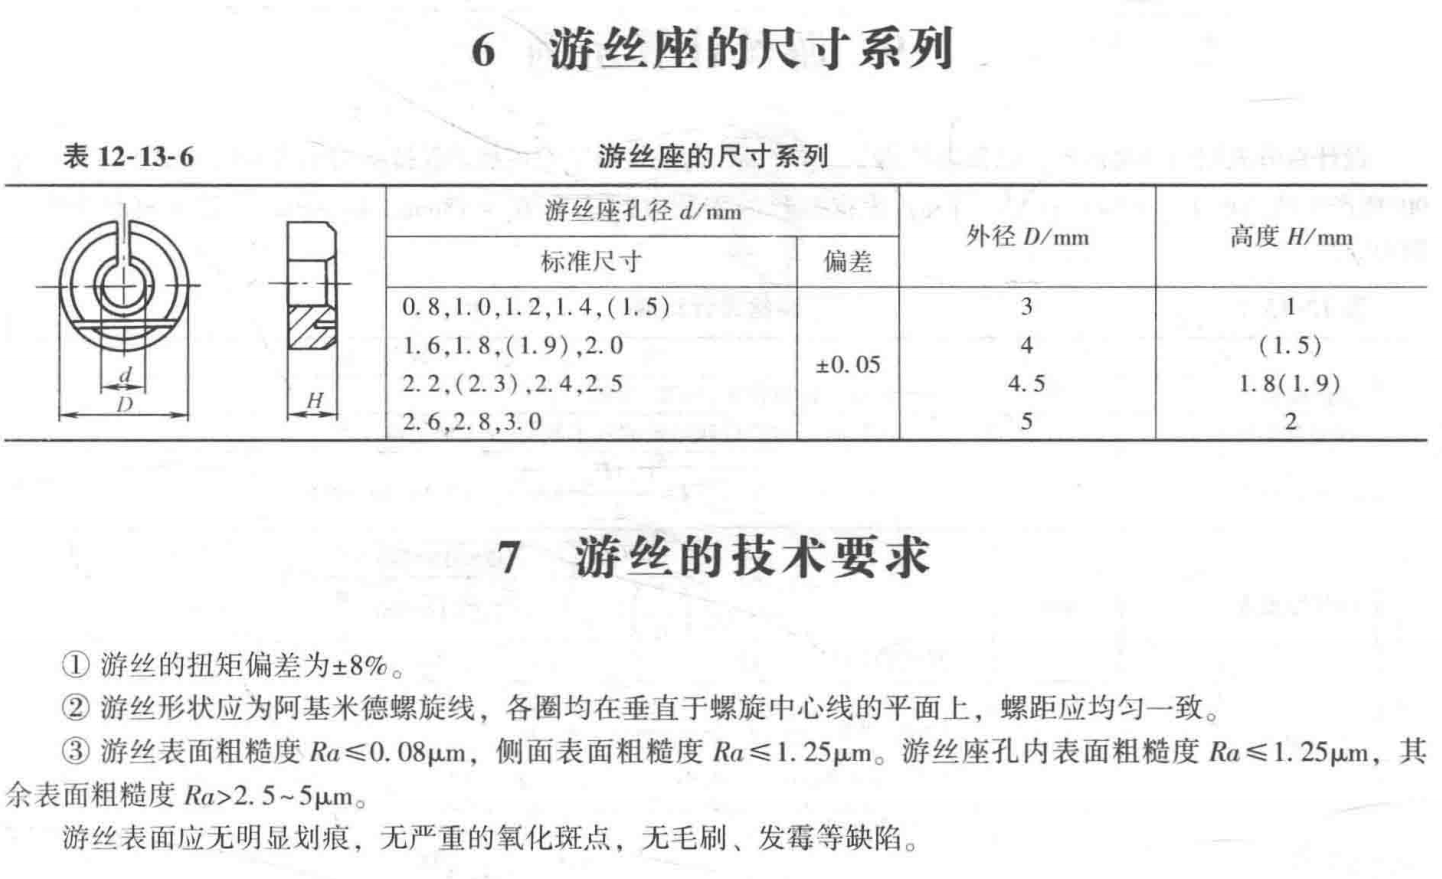 6 游丝座的尺寸系列
表 12-13-6 游丝座的尺寸系列
游丝座孔径 d/mm 外径 D/mm 高度 H/mm
标准尺寸 偏差
0.8,1.0,1.2,1.4,(1.5) 3 1
1.6,1.8,(1.9),2.0 ±0.05 4 (1.5)
2.2,(2.3),2.4,2.5 4.5 1.8(1.9)
2.6,2.8,3.0 5 2
d
D
H
7 游丝的技术要求
① 游丝的扭矩偏差为±8%。
② 游丝形状应为阿基米德螺旋线，各圈均在垂直于螺旋中心线的平面上，螺距应均匀一致。
③ 游丝表面粗糙度 Ra≤0.08μm，侧面表面粗糙度 Ra≤1.25μm。游丝座孔内表面粗糙度 Ra≤1.25μm，其
余表面粗糙度 Ra>2.5~5μm。
游丝表面应无明显划痕，无严重的氧化斑点，无毛刷、发霉等缺陷。